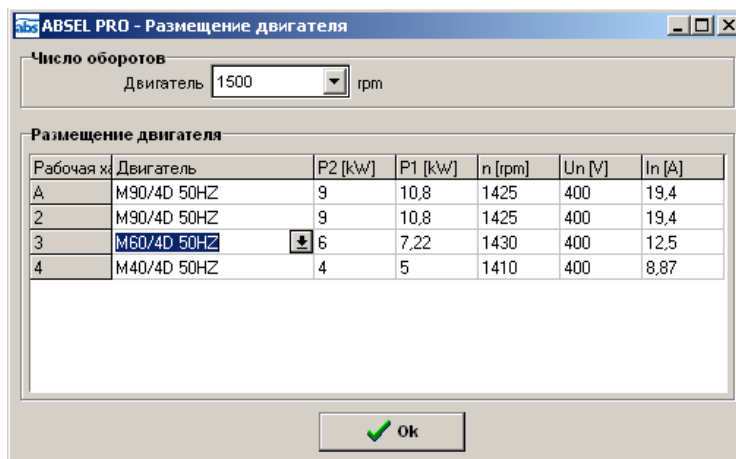 abs ABSEL PRO - Размещение двигателя
Число оборотов
Двигатель 1500 rpm
Размещение двигателя
Рабочая ха Двигатель P2 [kW] P1 [kW] n [rpm] Un [V] In [A]
A M90/4D 50HZ 9 10,8 1425 400 19,4
2 M90/4D 50HZ 9 10,8 1425 400 19,4
3 M60/4D 50HZ 6 7,22 1430 400 12,5
4 M40/4D 50HZ 4 5 1410 400 8,87
Ok